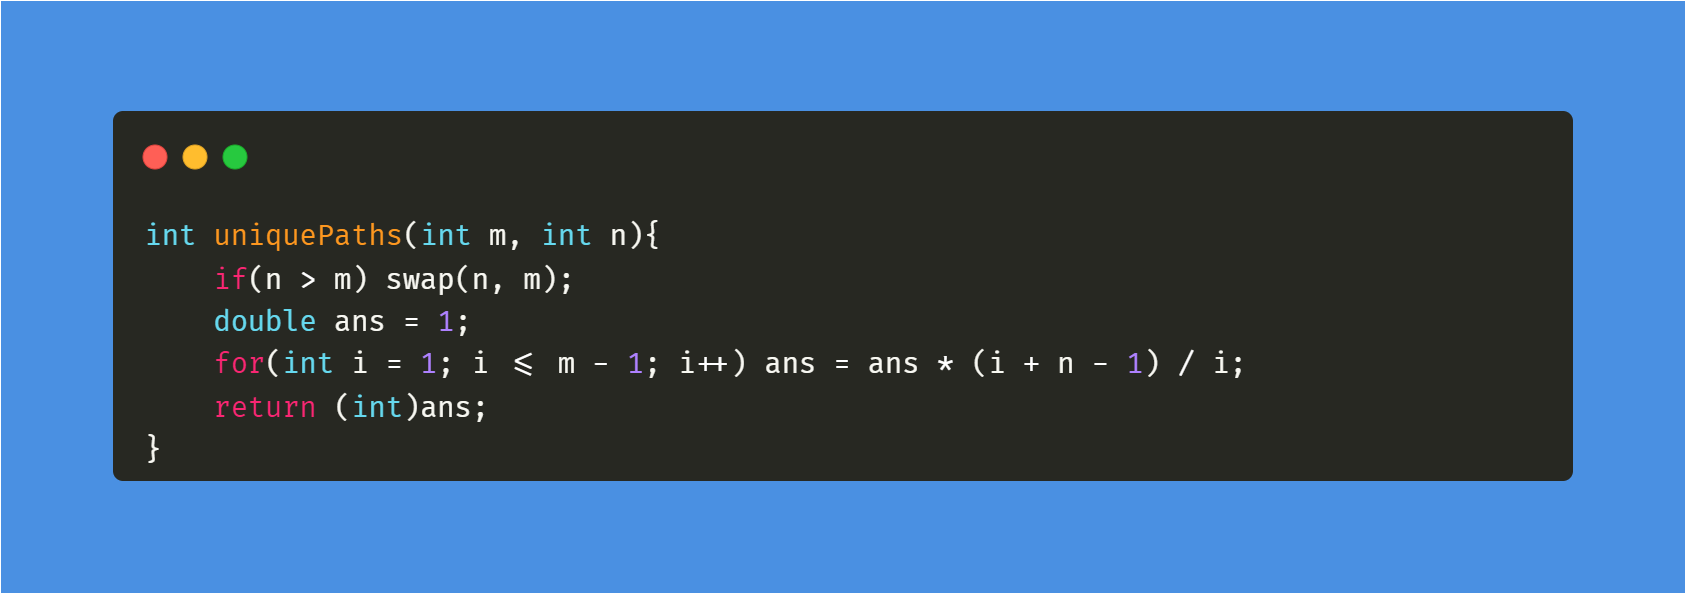 int uniquePaths(int m, int n){
    if(n > m) swap(n, m);
    double ans = 1;
    for(int i = 1; i <= m - 1; i++) ans = ans * (i + n - 1) / i;
    return (int)ans;
}